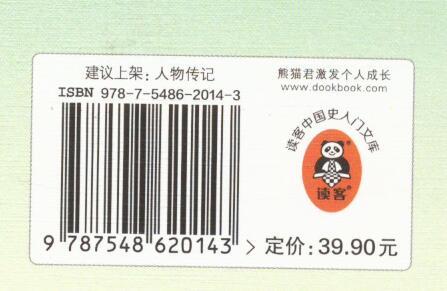 建议上架：人物传记
ISBN 978-7-5486-2014-3
熊猫君激发个人成长
www.dookbook.com
读客中国史入门文库
读客
9 787548 620143 >
定价：39.90元